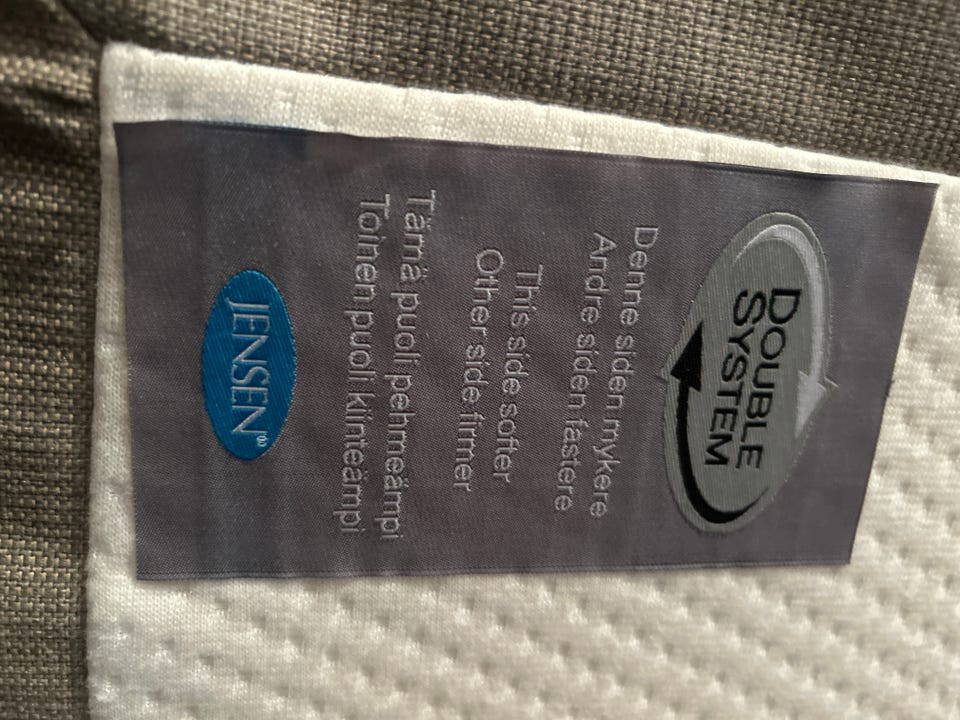 DOUBLE
SYSTEM
Denne siden mykere
Andre siden fastere
This side softer
Other side firmer
Tämä puoli pehmeämpi
Toinen puoli kiinteämpi
JENSEN®